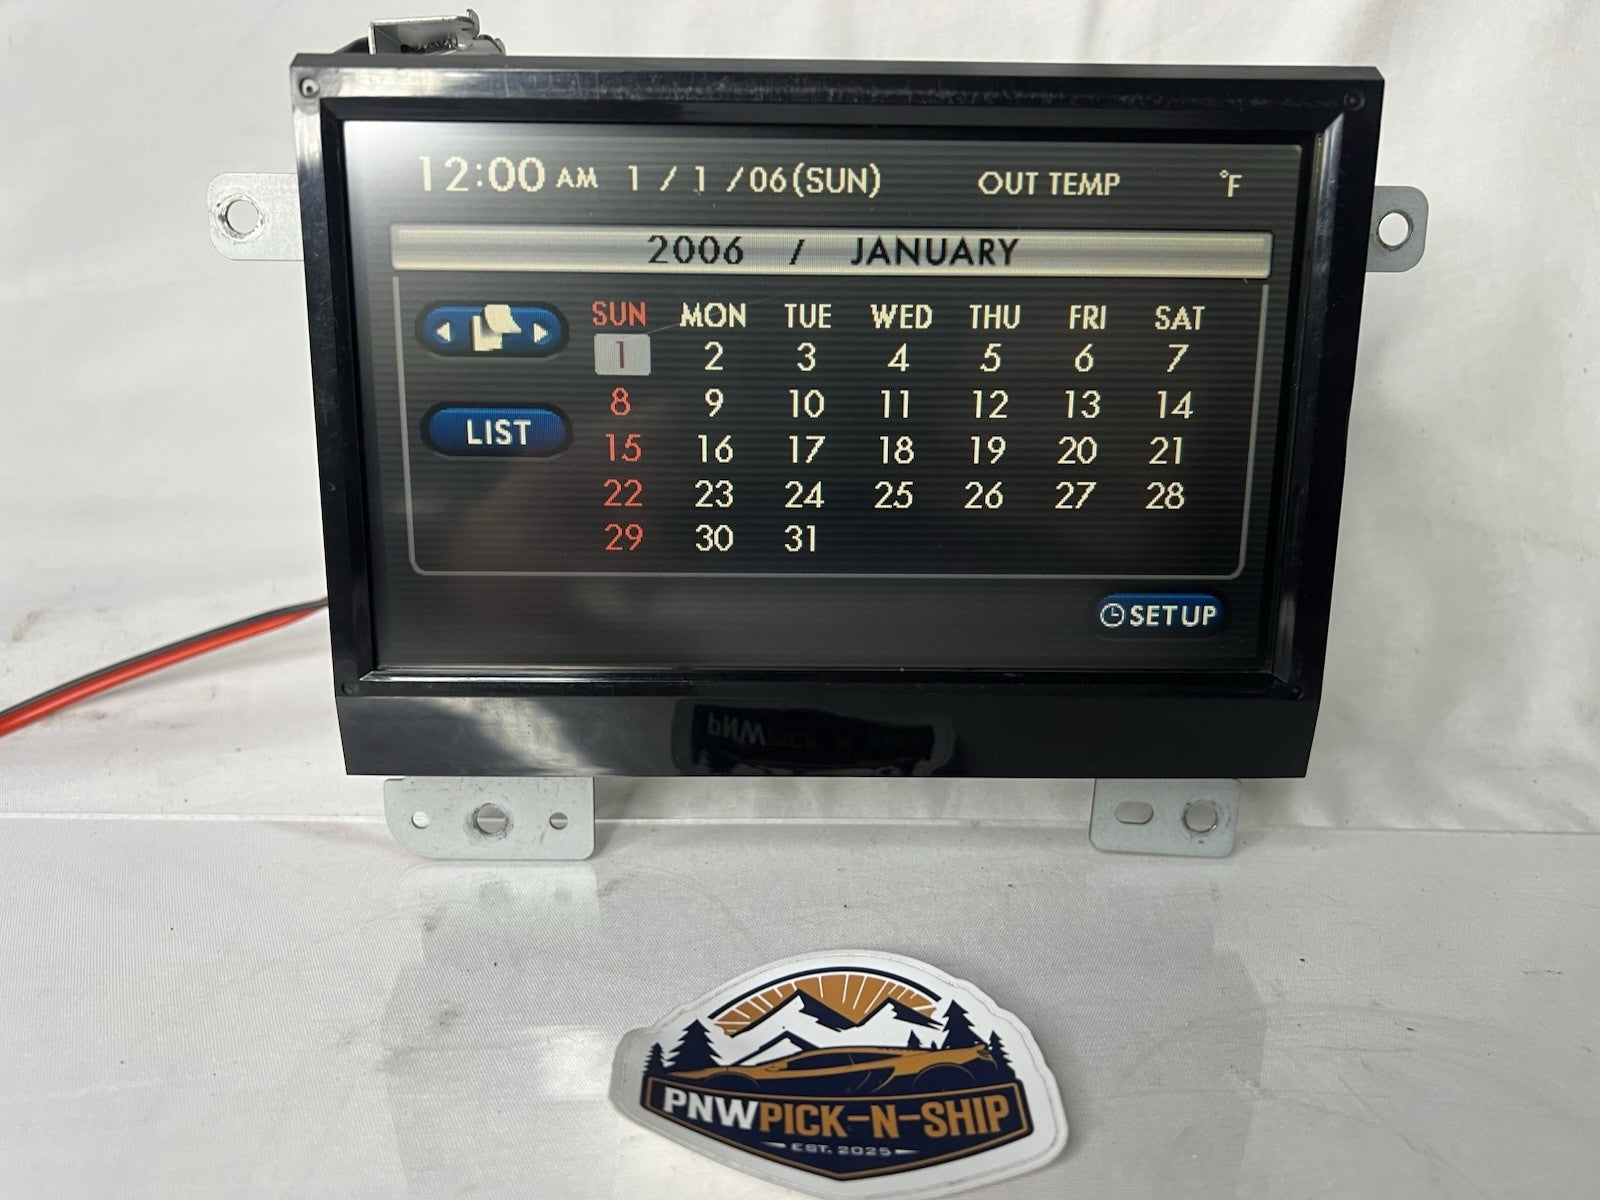 12:00 AM 1 / 1 /06(SUN) OUT TEMP °F
2006 / JANUARY
SUN MON TUE WED THU FRI SAT
1 2 3 4 5 6 7
8 9 10 11 12 13 14
LIST
15 16 17 18 19 20 21
22 23 24 25 26 27 28
29 30 31
SETUP
PNWPICK-N-SHIP
EST. 2025